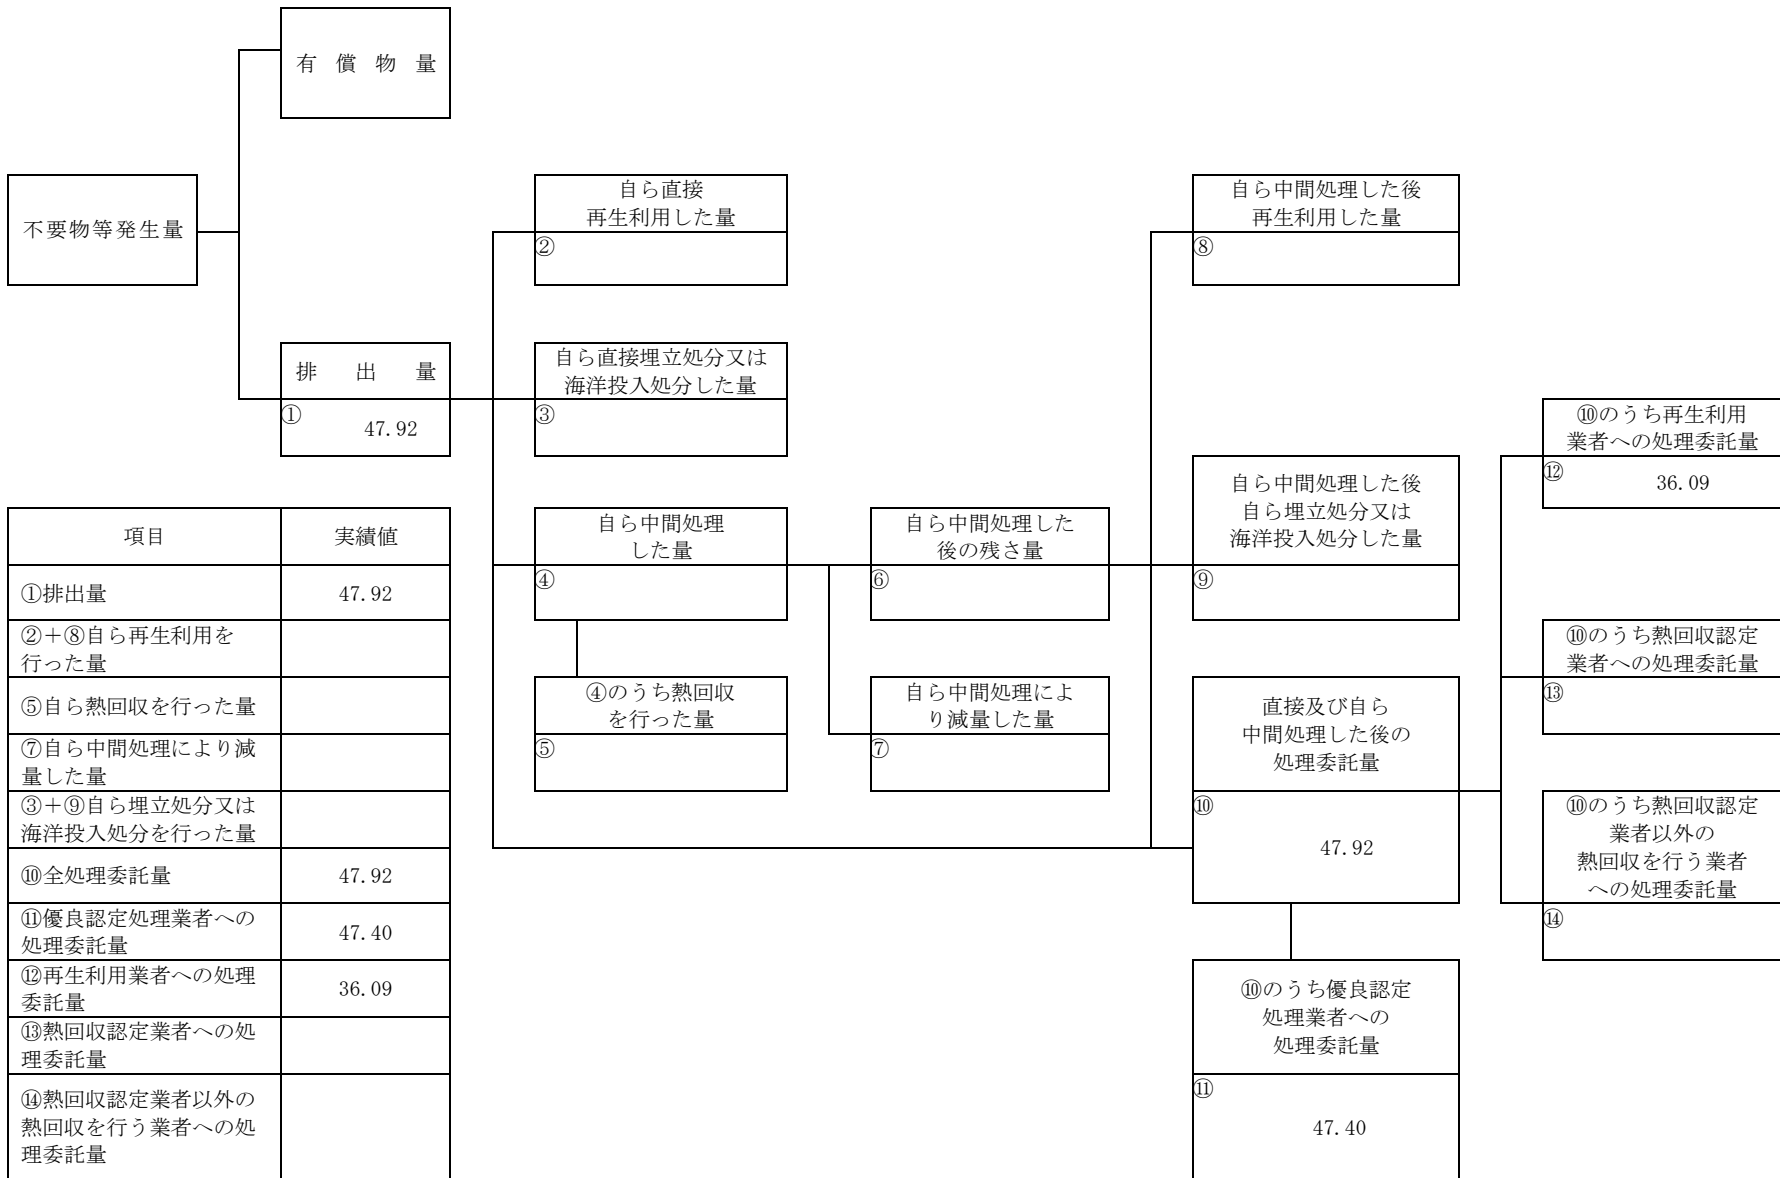 有償物量
不要物等発生量
自ら直接
再生利用した量
②
自ら中間処理した後
再生利用した量
⑧
排出量
①
47.92
自ら直接埋立処分又は
海洋投入処分した量
③
⑩のうち再生利用
業者への処理委託量
⑫
36.09
自ら中間処理した後
自ら埋立処分又は
海洋投入処分した量
⑨
自ら中間処理
した量
④
自ら中間処理した
後の残さ量
⑥
⑩のうち熱回収認定
業者への処理委託量
⑬
④のうち熱回収
を行った量
⑤
自ら中間処理によ
り減量した量
⑦
直接及び自ら
中間処理した後の
処理委託量
⑩
47.92
⑩のうち熱回収認定
業者以外の
熱回収を行う業者
への処理委託量
⑭
⑩のうち優良認定
処理業者への
処理委託量
⑪
47.40
項目 実績値
①排出量 47.92
②＋⑧自ら再生利用を
行った量
⑤自ら熱回収を行った量
⑦自ら中間処理により減
量した量
③＋⑨自ら埋立処分又は
海洋投入処分を行った量
⑩全処理委託量 47.92
⑪優良認定処理業者への
処理委託量 47.40
⑫再生利用業者への処理
委託量 36.09
⑬熱回収認定業者への処
理委託量
⑭熱回収認定業者以外の
熱回収を行う業者への処
理委託量